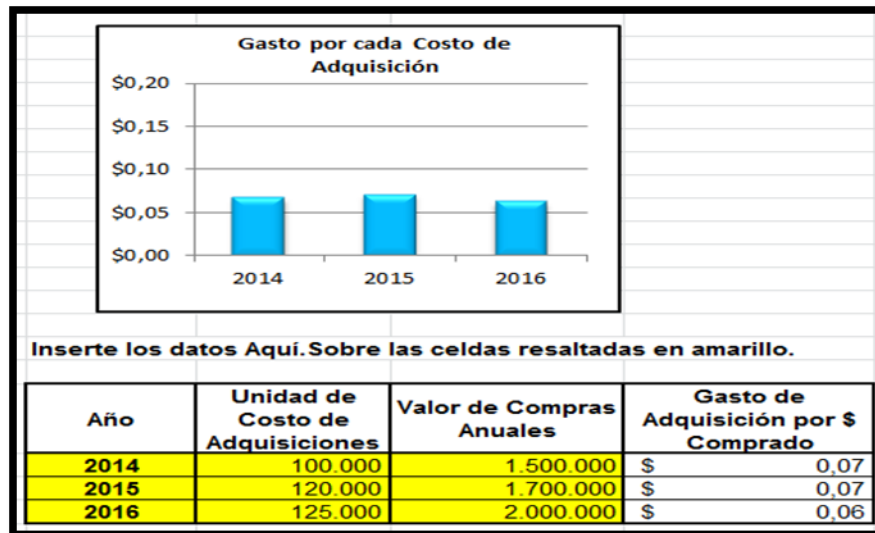 Gasto por cada Costo de
Adquisición
$0,20
$0,15
$0,10
$0,05
$0,00
2014 2015 2016
Inserte los datos Aquí.Sobre las celdas resaltadas en amarillo.
Año
Unidad de
Costo de
Adquisiciones
Valor de Compras
Anuales
Gasto de
Adquisición por $
Comprado
2014 100.000 1.500.000 $ 0,07
2015 120.000 1.700.000 $ 0,07
2016 125.000 2.000.000 $ 0,06